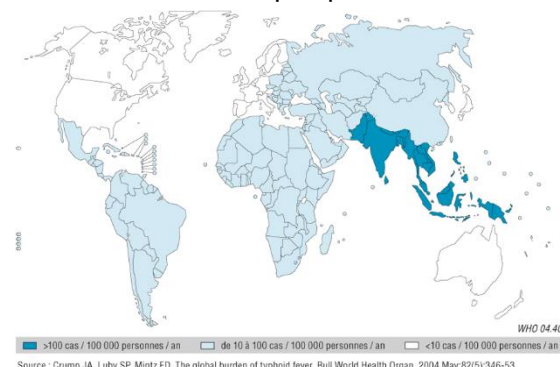 WHO 04.40
>100 cas / 100 000 personnes / an de 10 à 100 cas / 100 000 personnes / an <10 cas / 100 000 personnes / an
Source : Crump JA, Luby SP, Mintz ED. The global burden of typhoid fever. Bull World Health Organ. 2004 May;82(5):346-53.